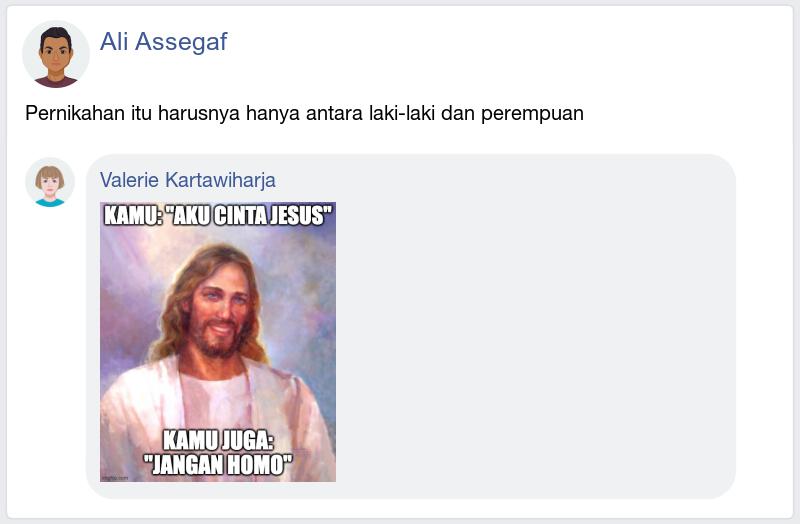 Ali Assegaf
Pernikahan itu harusnya hanya antara laki-laki dan perempuan
Valerie Kartawiharja
KAMU: "AKU CINTA JESUS"
KAMU JUGA:
"JANGAN HOMO"
imgflip.com